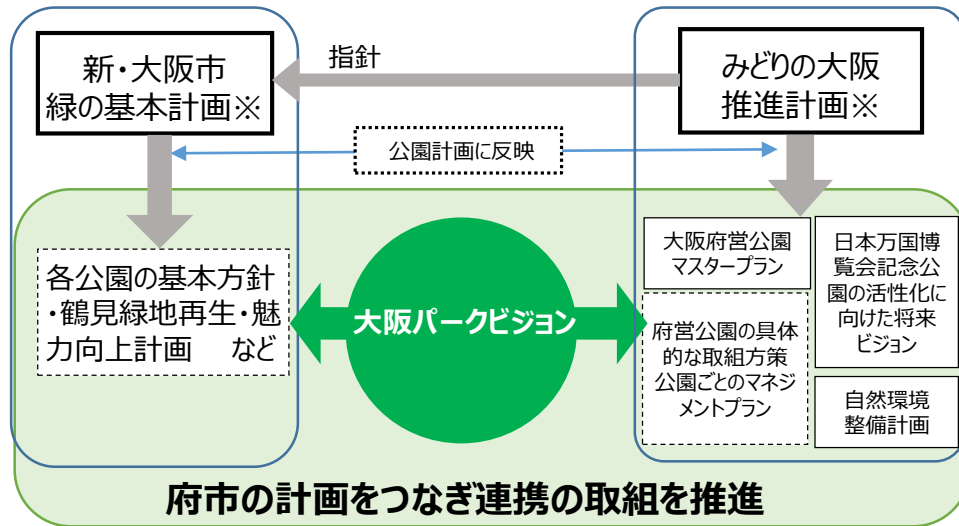 新・大阪市
緑の基本計画※
指針
みどりの大阪
推進計画※
公園計画に反映
各公園の基本方針
・鶴見緑地再生・魅
力向上計画　など
大阪パークビジョン
大阪府営公園
マスタープラン
府営公園の具体
的な取組方策
公園ごとのマネジ
メントプラン
日本万国博
覧会記念公
園の活性化に
向けた将来
ビジョン
自然環境
整備計画
府市の計画をつなぎ連携の取組を推進